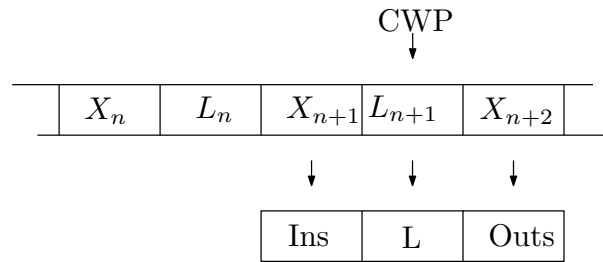 CWP
X_n L_n X_{n+1} L_{n+1} X_{n+2}
Ins L Outs